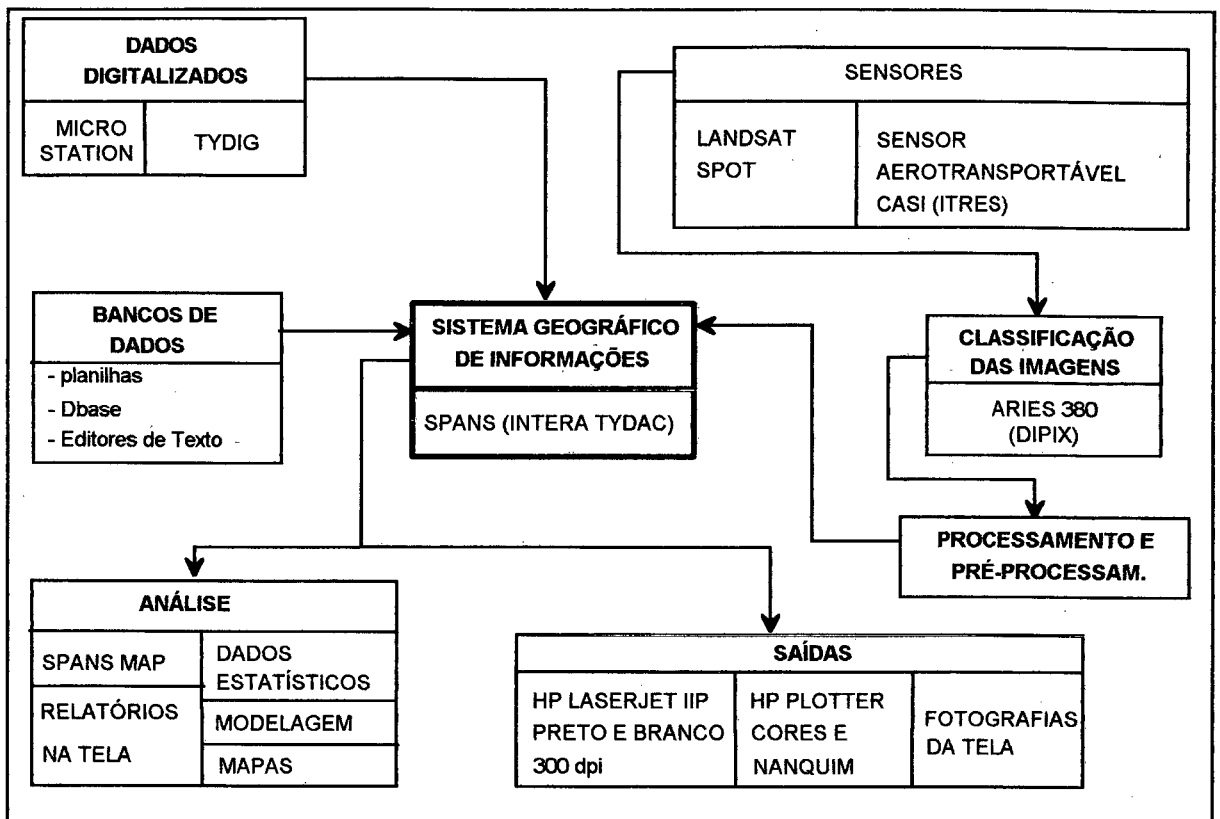 DADOS
DIGITALIZADOS
MICRO
STATION
TYDIG
SENSORES
LANDSAT
SPOT
SENSOR
AEROTRANSPORTÁVEL
CASI (ITRES)
BANCOS DE
DADOS
- planilhas
- Dbase
- Editores de Texto
SISTEMA GEOGRÁFICO
DE INFORMAÇÕES
SPANS (INTERA TYDAC)
CLASSIFICAÇÃO
DAS IMAGENS
ARIES 380
(DIPIX)
PROCESSAMENTO E
PRÉ-PROCESSAM.
ANÁLISE
SPANS MAP
RELATÓRIOS
NA TELA
DADOS
ESTATÍSTICOS
MODELAGEM
MAPAS
SAÍDAS
HP LASERJET IIP
PRETO E BRANCO
300 dpi
HP PLOTTER
CORES E
NANQUIM
FOTOGRAFIAS
DA TELA